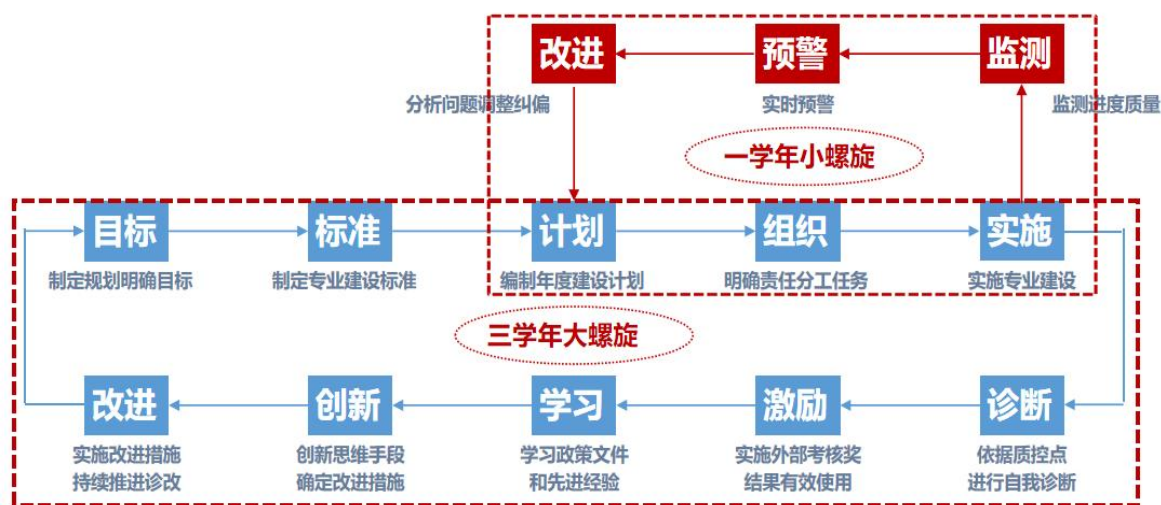 改进
预警
监测
分析问题调整纠偏
实时预警
监测进度质量
一学年小螺旋
目标
标准
计划
组织
实施
制定规划明确目标
制定专业建设标准
编制年度建设计划
明确责任分工任务
实施专业建设
三学年大螺旋
改进
创新
学习
激励
诊断
实施改进措施
持续推进诊改
创新思维手段
确定改进措施
学习政策文件
和先进经验
实施外部考核奖
结果有效使用
依据质控点
进行自我诊断